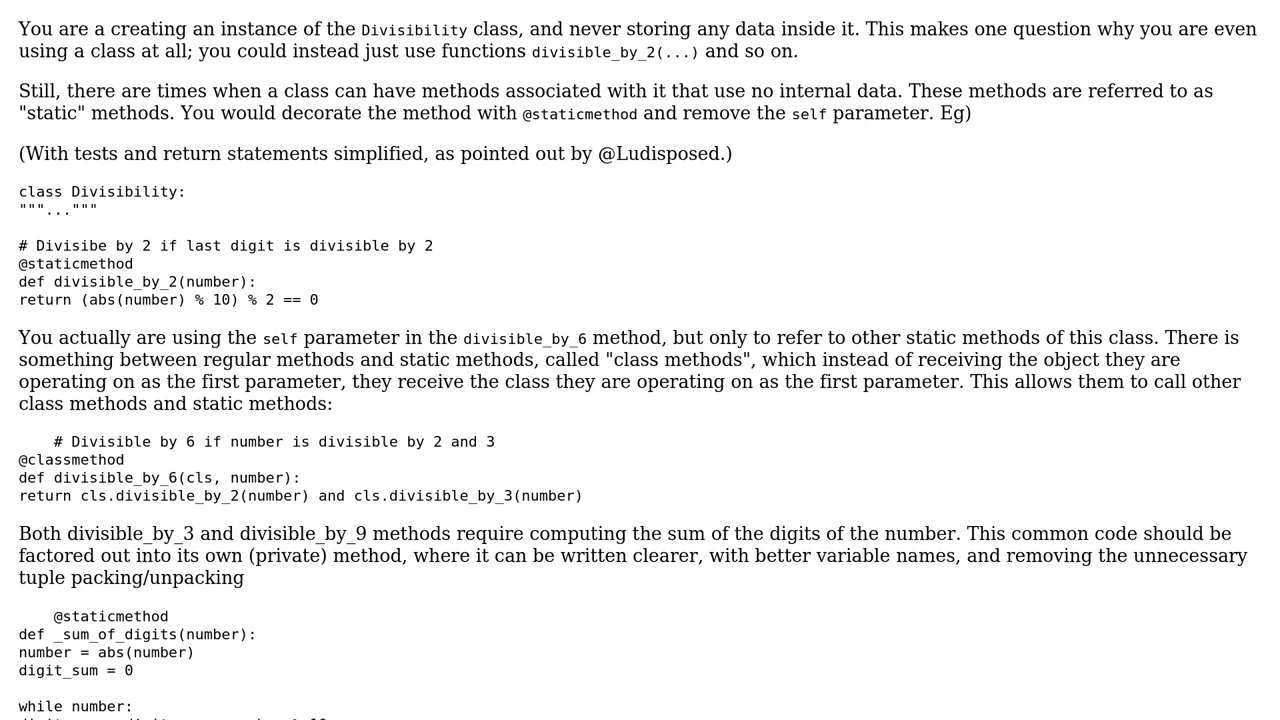 You are a creating an instance of the Divisibility class, and never storing any data inside it. This makes one question why you are even
using a class at all; you could instead just use functions divisible_by_2(...) and so on.
Still, there are times when a class can have methods associated with it that use no internal data. These methods are referred to as
"static" methods. You would decorate the method with @staticmethod and remove the self parameter. Eg)
(With tests and return statements simplified, as pointed out by @Ludisposed.)
class Divisibility:
"""..."""
# Divisibe by 2 if last digit is divisible by 2
@staticmethod
def divisible_by_2(number):
return (abs(number) % 10) % 2 == 0
You actually are using the self parameter in the divisible_by_6 method, but only to refer to other static methods of this class. There is
something between regular methods and static methods, called "class methods", which instead of receiving the object they are
operating on as the first parameter, they receive the class they are operating on as the first parameter. This allows them to call other
class methods and static methods:
# Divisible by 6 if number is divisible by 2 and 3
@classmethod
def divisible_by_6(cls, number):
return cls.divisible_by_2(number) and cls.divisible_by_3(number)
Both divisible_by_3 and divisible_by_9 methods require computing the sum of the digits of the number. This common code should be
factored out into its own (private) method, where it can be written clearer, with better variable names, and removing the unnecessary
tuple packing/unpacking
@staticmethod
def _sum_of_digits(number):
number = abs(number)
digit_sum = 0
while number: